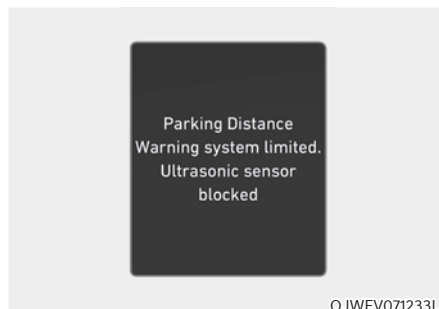 Parking Distance
Warning system limited.
Ultrasonic sensor
blocked
OJWEV071233L